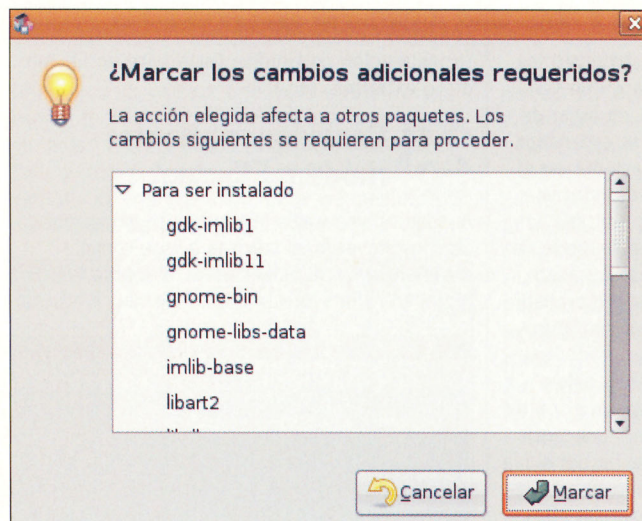 ¿Marcar los cambios adicionales requeridos?
La acción elegida afecta a otros paquetes. Los
cambios siguientes se requieren para proceder.
Para ser instalado
gdk-imlib1
gdk-imlib11
gnome-bin
gnome-libs-data
imlib-base
libart2
Cancelar
Marcar